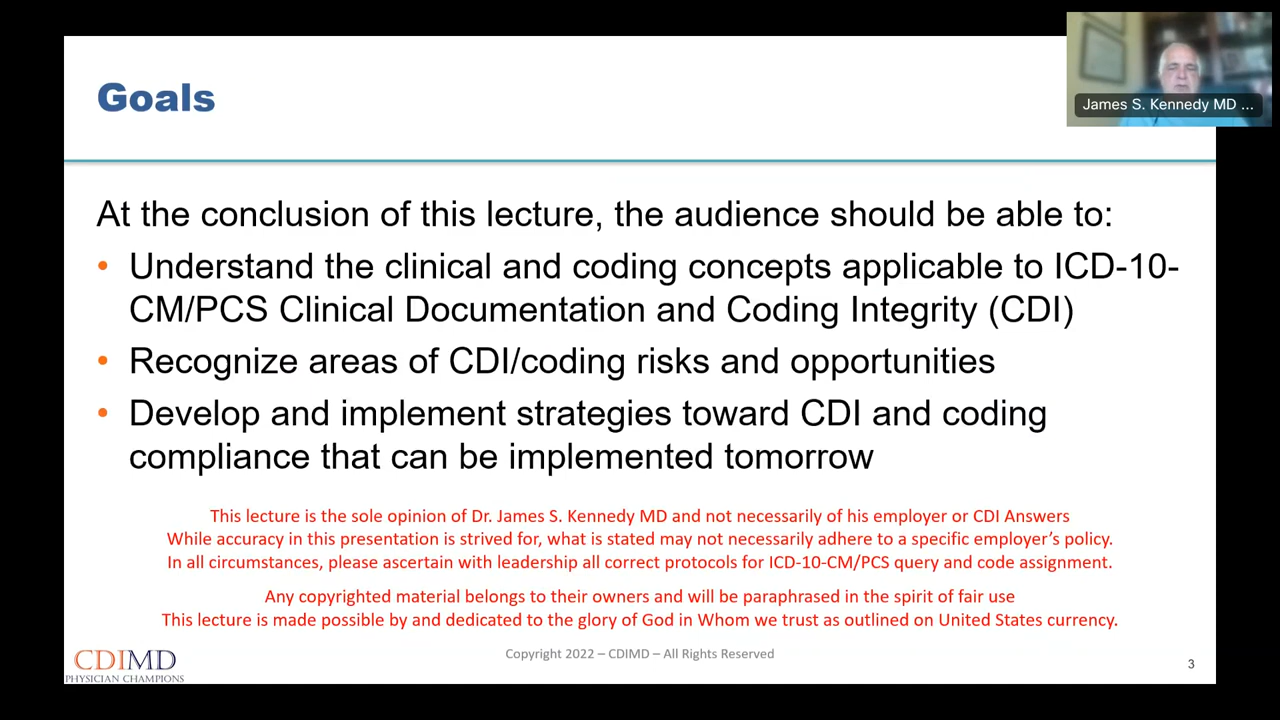 Goals
James S. Kennedy MD ...
At the conclusion of this lecture, the audience should be able to:
• Understand the clinical and coding concepts applicable to ICD-10-
CM/PCS Clinical Documentation and Coding Integrity (CDI)
• Recognize areas of CDI/coding risks and opportunities
• Develop and implement strategies toward CDI and coding
compliance that can be implemented tomorrow
This lecture is the sole opinion of Dr. James S. Kennedy MD and not necessarily of his employer or CDI Answers
While accuracy in this presentation is strived for, what is stated may not necessarily adhere to a specific employer's policy.
In all circumstances, please ascertain with leadership all correct protocols for ICD-10-CM/PCS query and code assignment.
Any copyrighted material belongs to their owners and will be paraphrased in the spirit of fair use
This lecture is made possible by and dedicated to the glory of God in Whom we trust as outlined on United States currency.
Copyright 2022 – CDIMD – All Rights Reserved
CDIMD
PHYSICIAN CHAMPIONS
3